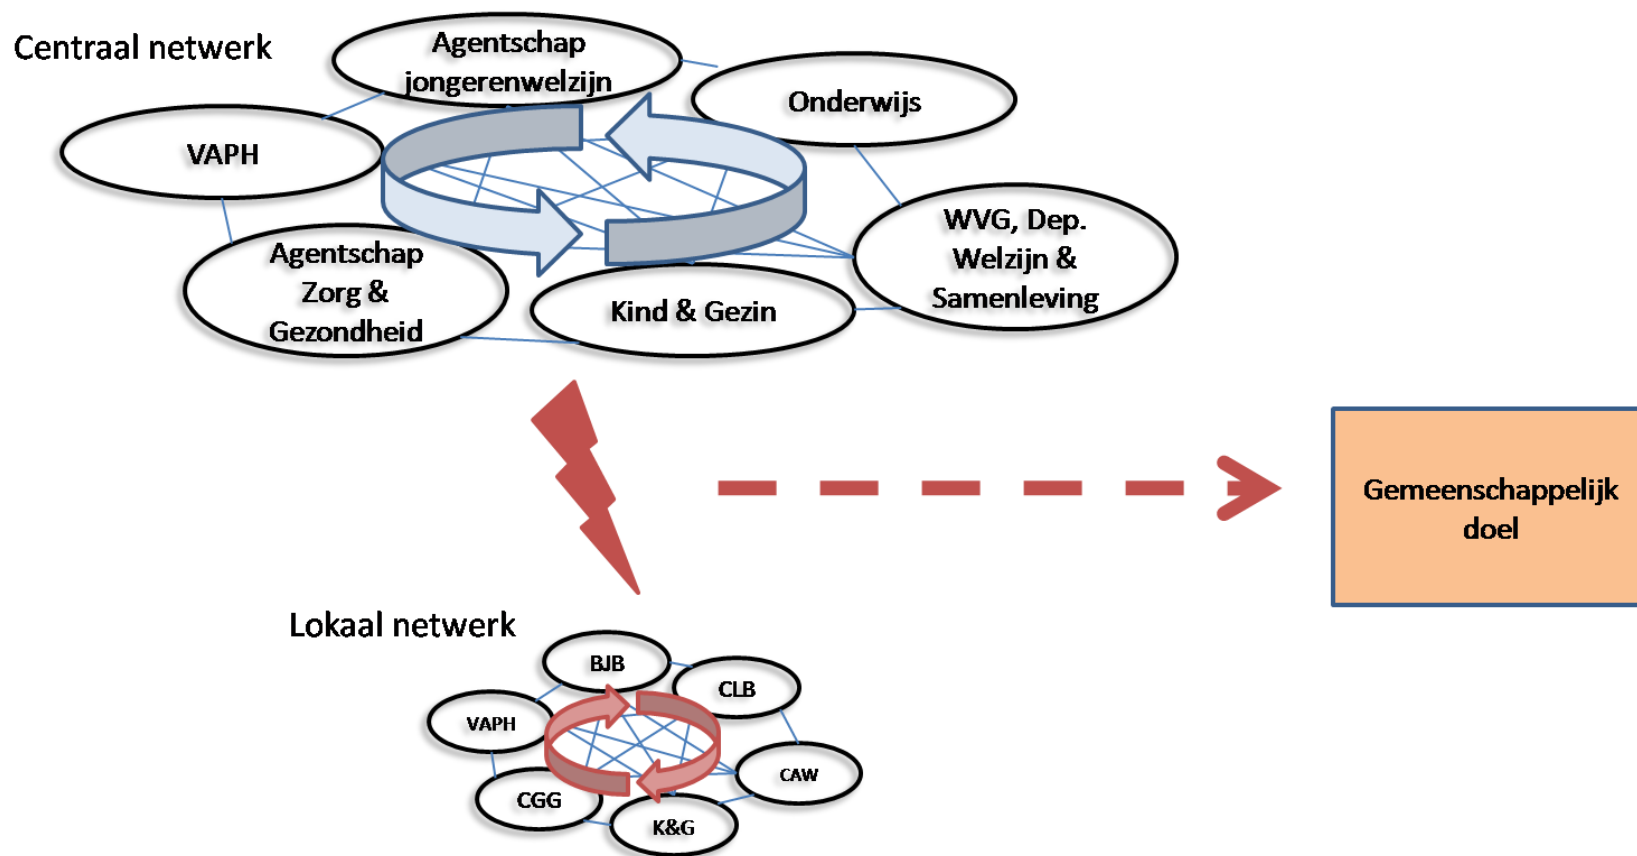 Centraal netwerk
Agentschap
jongerenwelzijn
Onderwijs
VAPH
WVG, Dep.
Welzijn &
Samenleving
Agentschap
Zorg &
Gezondheid
Kind & Gezin
Gemeenschappelijk
doel
Lokaal netwerk
BJB
CLB
VAPH
CAW
CGG
K&G